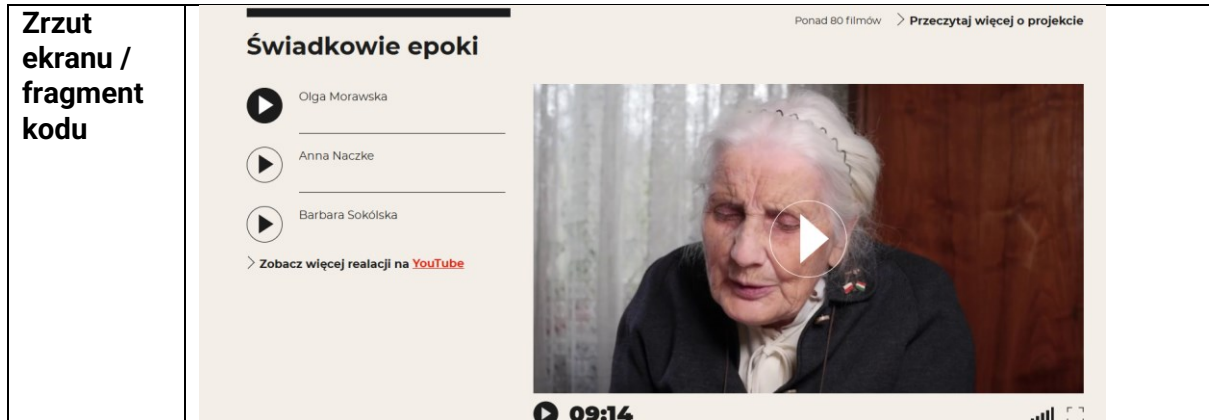 Zrzut
ekranu /
fragment
kodu
Ponad 80 filmów
Przeczytaj więcej o projekcie
Świadkowie epoki
Olga Morawska
Anna Naczke
Barbara Sokólska
Zobacz więcej realacji na YouTube
09:14